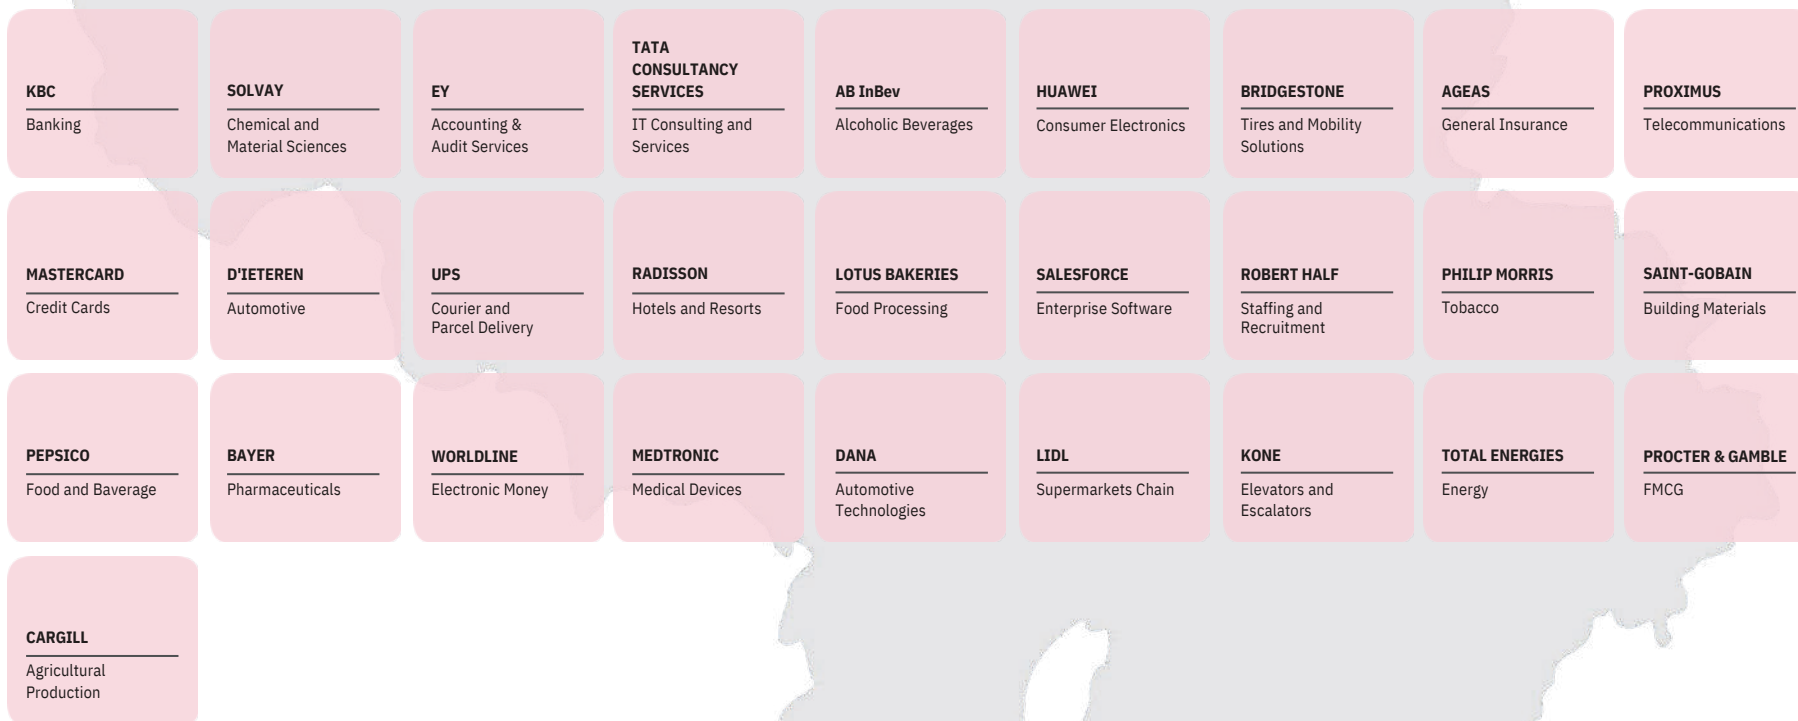 KBC
Banking
SOLVAY
Chemical and
Material Sciences
EY
Accounting &
Audit Services
TATA
CONSULTANCY
SERVICES
IT Consulting and
Services
AB InBev
Alcoholic Beverages
HUAWEI
Consumer Electronics
BRIDGESTONE
Tires and Mobility
Solutions
AGEAS
General Insurance
PROXIMUS
Telecommunications
MASTERCARD
Credit Cards
D'IETEREN
Automotive
UPS
Courier and
Parcel Delivery
RADISSON
Hotels and Resorts
LOTUS BAKERIES
Food Processing
SALESFORCE
Enterprise Software
ROBERT HALF
Staffing and
Recruitment
PHILIP MORRIS
Tobacco
SAINT-GOBAIN
Building Materials
PEPSICO
Food and Baverage
BAYER
Pharmaceuticals
WORLDLINE
Electronic Money
MEDTRONIC
Medical Devices
DANA
Automotive
Technologies
LIDL
Supermarkets Chain
KONE
Elevators and
Escalators
TOTAL ENERGIES
Energy
PROCTER & GAMBLE
FMCG
CARGILL
Agricultural
Production